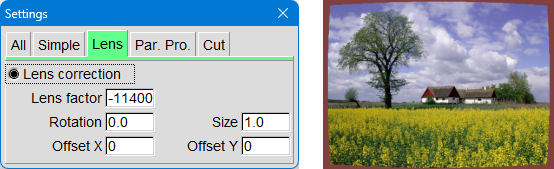 Settings
All Simple Lens Par. Pro. Cut
Lens correction
Lens factor -11400
Rotation 0.0 Size 1.0
Offset X 0 Offset Y 0